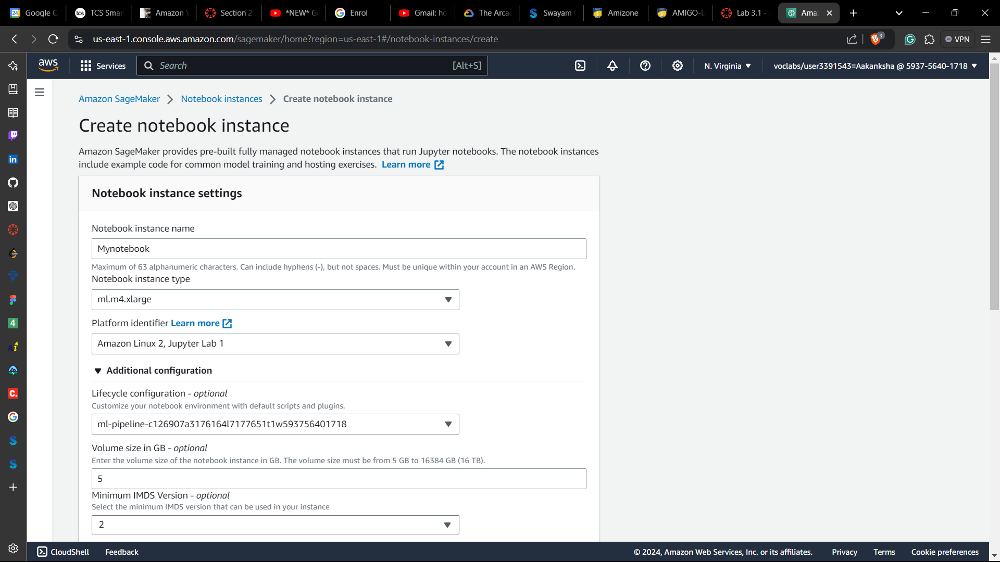 24 Google C
tcs TCS Smar
Amazon
Section 2
*NEW* G
Enrol
Gmail: ho
The Arca
Swayam
Amizone
AMIGO-L
Lab 3.1 -
Ama
us-east-1.console.aws.amazon.com/sagemaker/home?region=us-east-1#/notebook-instances/create
3
VPN
aws
Services
Search [Alt+S]
N. Virginia
voclabs/user3391543=Aakanksha @ 5937-5640-1718
Amazon SageMaker > Notebook instances > Create notebook instance
Create notebook instance
Amazon SageMaker provides pre-built fully managed notebook instances that run Jupyter notebooks. The notebook instances
include example code for common model training and hosting exercises. Learn more
Notebook instance settings
Notebook instance name
Mynotebook
Maximum of 63 alphanumeric characters. Can include hyphens (-), but not spaces. Must be unique within your account in an AWS Region.
Notebook instance type
ml.m4.xlarge
Platform identifier Learn more
Amazon Linux 2, Jupyter Lab 1
Additional configuration
Lifecycle configuration - optional
Customize your notebook environment with default scripts and plugins.
ml-pipeline-c126907a3176164l7177651t1w593756401718
Volume size in GB - optional
Enter the volume size of the notebook instance in GB. The volume size must be from 5 GB to 16384 GB (16 TB).
5
Minimum IMDS Version - optional
Select the minimum IMDS version that can be used in your instance
2
CloudShell
Feedback
© 2024, Amazon Web Services, Inc. or its affiliates.
Privacy
Terms
Cookie preferences